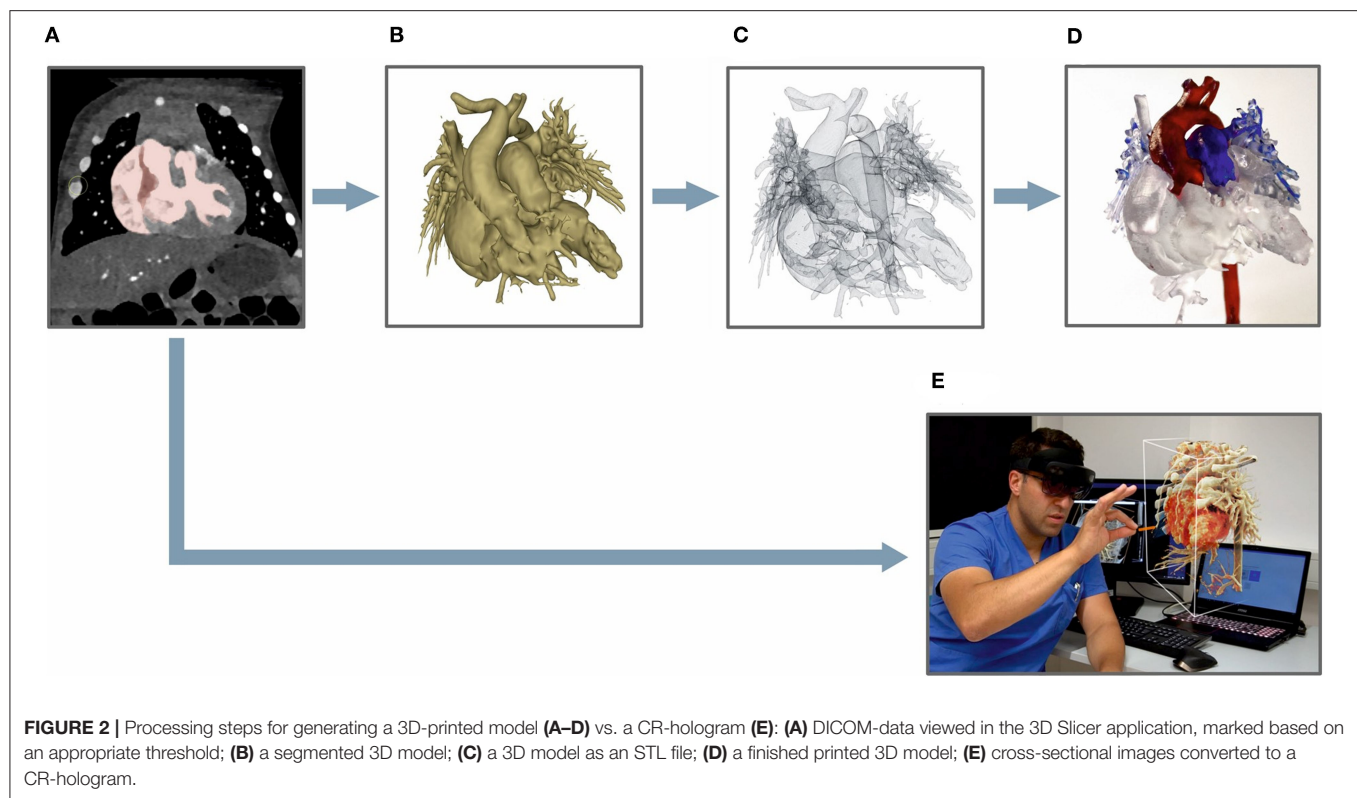 A
B
C
D
E
FIGURE 2 | Processing steps for generating a 3D-printed model (A–D) vs. a CR-hologram (E): (A) DICOM-data viewed in the 3D Slicer application, marked based on
an appropriate threshold; (B) a segmented 3D model; (C) a 3D model as an STL file; (D) a finished printed 3D model; (E) cross-sectional images converted to a
CR-hologram.